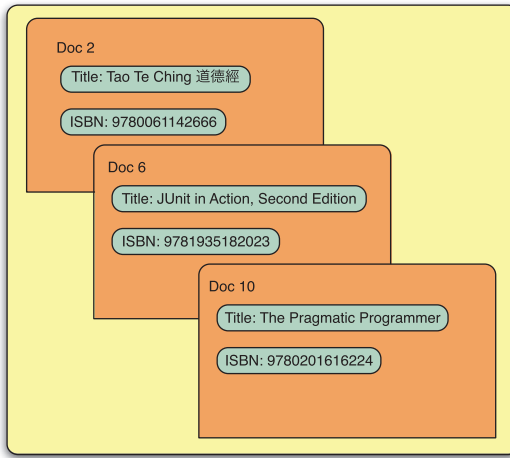 Doc 2
Title: Tao Te Ching 道德經
ISBN: 9780061142666
Doc 6
Title: JUnit in Action, Second Edition
ISBN: 9781935182023
Doc 10
Title: The Pragmatic Programmer
ISBN: 9780201616224